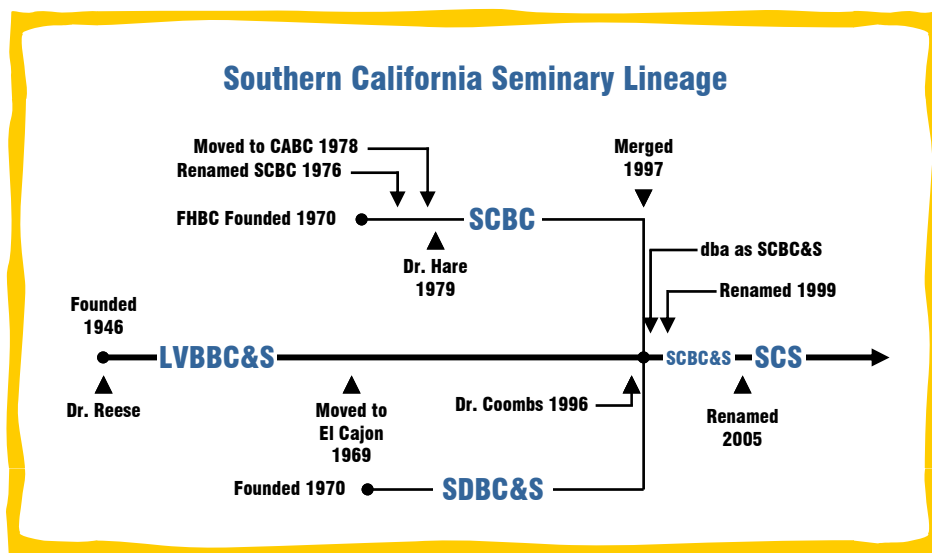 Southern California Seminary Lineage
Moved to CABC 1978
Renamed SCBC 1976
Merged
1997
FHBC Founded 1970
SCBC
dba as SCBC&S
Dr. Hare
1979
Renamed 1999
Founded
1946
LVBBC&S
SCBC&S
SCS
Dr. Reese
Moved to
El Cajon
1969
Dr. Coombs 1996
Renamed
2005
Founded 1970
SDBC&S